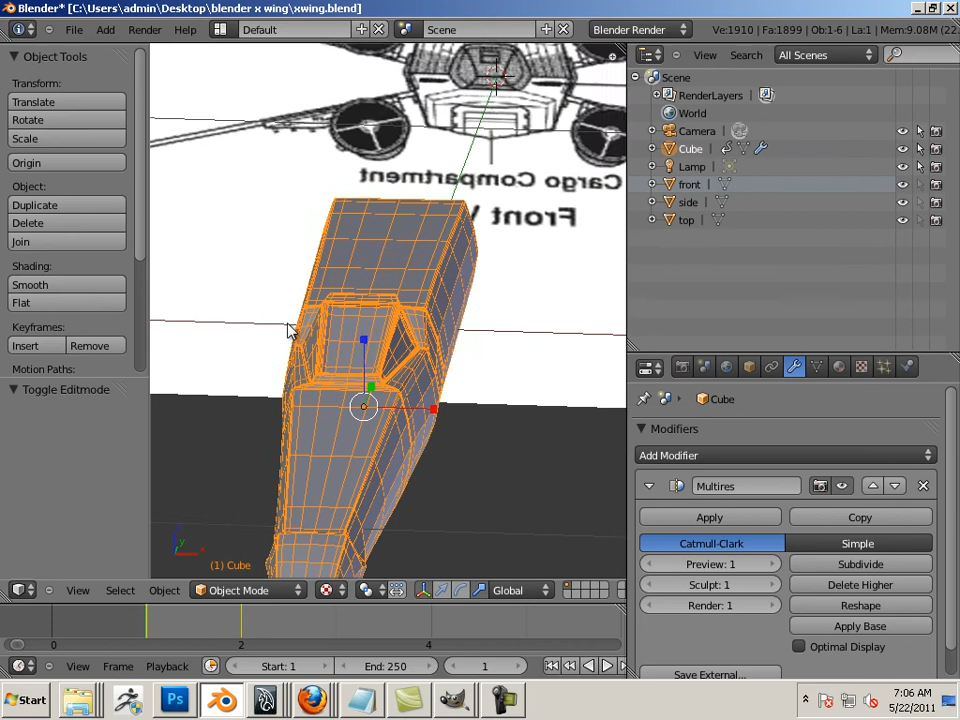 Blender* [C:\Users\admin\Desktop\blender x wing\xwing.blend]
File Add Render Help
Default
Scene
Blender Render
Ve:1910 | Fa:1899 | Ob:1-6 | La:1 | Mem:9.08M (22.
Object Tools
Transform:
Translate
Rotate
Scale
Origin
Object:
Duplicate
Delete
Join
Shading:
Smooth
Flat
Keyframes:
Insert Remove
Motion Paths:
Toggle Editmode
Cargo Compartment
Front V
(1) Cube
z
y
x
View Select Object
Object Mode
Global
0 2 4
View Frame Playback
Start: 1
End: 250
1
View Search
All Scenes
Scene
RenderLayers |
World
Camera |
Cube |
Lamp |
front |
side |
top |
Cube
Modifiers
Add Modifier
Multires
Apply
Copy
Catmull-Clark
Simple
Preview: 1
Subdivide
Sculpt: 1
Delete Higher
Render: 1
Reshape
Apply Base
Optimal Display
Save External...
Start
Ps
7:06 AM
5/22/2011